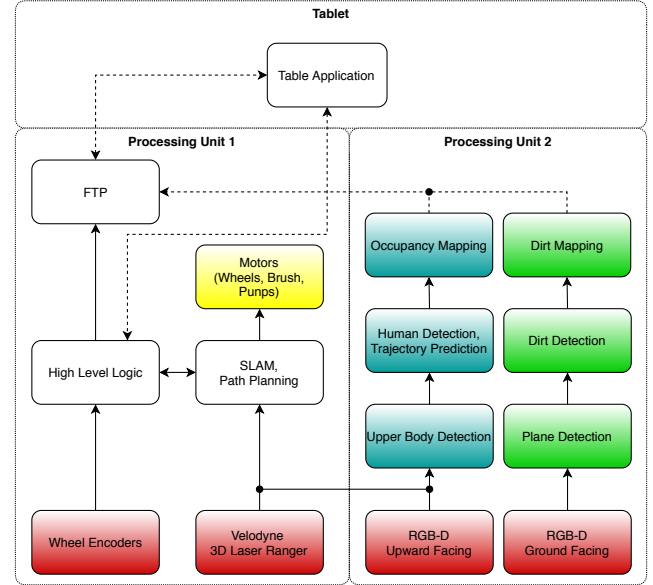 Tablet
Table Application
Processing Unit 1
Processing Unit 2
FTP
Occupancy Mapping
Dirt Mapping
Motors
(Wheels, Brush,
Punps)
Human Detection,
Trajectory Prediction
Dirt Detection
High Level Logic
SLAM,
Path Planning
Upper Body Detection
Plane Detection
Wheel Encoders
Velodyne
3D Laser Ranger
RGB-D
Upward Facing
RGB-D
Ground Facing